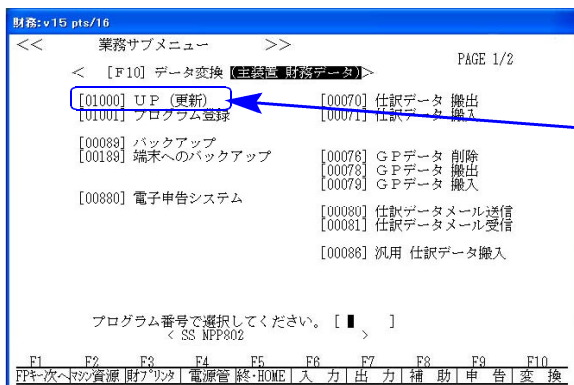 財務:v15 pts/16
<< 業務サブメニュー >>
PAGE 1/2
< [F10] データ変換 (主装置 財務データ)>
[01000] UP (更新) [00070] 仕訳データ 搬出
[01001] プログラム登録 [00071] 仕訳データ 搬入
[00089] バックアップ
[00189] 端末へのバックアップ [00076] GPデータ 削除
[00078] GPデータ 搬出
[00079] GPデータ 搬入
[00880] 電子申告システム
[00080] 仕訳データメール送信
[00081] 仕訳データメール受信
[00086] 汎用 仕訳データ搬入
プログラム番号で選択してください。 [ ]
< SS NPP802 >
F1 F2 F3 F4 F5 F6 F7 F8 F9 F10
FPキー次へ マシン資源 財プリンタ 電源管 終・HOME 入 力 出 力 補 助 申 告 変 換